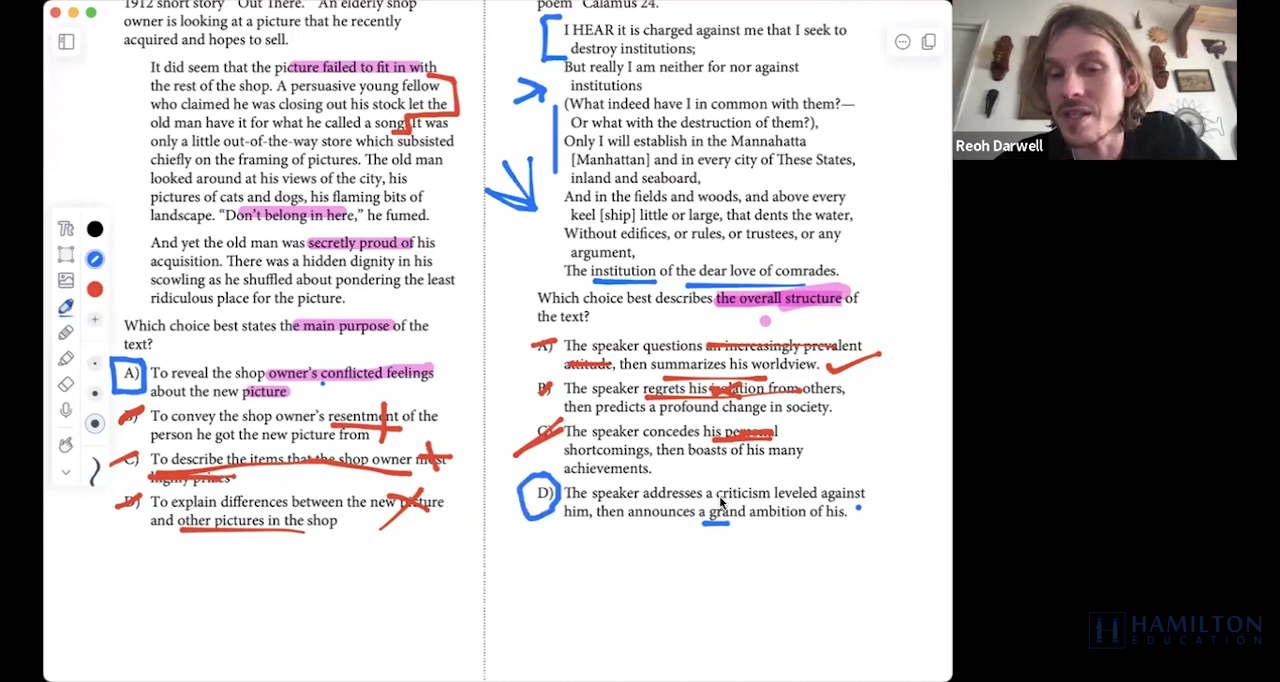 1912 short story "Out There." An elderly shop
owner is looking at a picture that he recently
acquired and hopes to sell.
It did seem that the picture failed to fit in with
the rest of the shop. A persuasive young fellow
who claimed he was closing out his stock let the
old man have it for what he called a song. It was
only a little out-of-the-way store which subsisted
chiefly on the framing of pictures. The old man
looked around at his views of the city, his
pictures of cats and dogs, his flaming bits of
landscape. "Don't belong in here," he fumed.
And yet the old man was secretly proud of his
acquisition. There was a hidden dignity in his
scowling as he shuffled about pondering the least
ridiculous place for the picture.
Which choice best states the main purpose of the
text?
A) To reveal the shop owner's conflicted feelings
about the new picture
B) To convey the shop owner's resentment of the
person he got the new picture from
C) To describe the items that the shop owner most
highly prizes
D) To explain differences between the new picture
and other pictures in the shop
poem "Calamus 24."
I HEAR it is charged against me that I seek to
destroy institutions;
But really I am neither for nor against
institutions
(What indeed have I in common with them?—
Or what with the destruction of them?),
Only I will establish in the Mannahatta
[Manhattan] and in every city of These States,
inland and seaboard,
And in the fields and woods, and above every
keel [ship] little or large, that dents the water,
Without edifices, or rules, or trustees, or any
argument,
The institution of the dear love of comrades.
Which choice best describes the overall structure of
the text?
A) The speaker questions an increasingly prevalent
attitude, then summarizes his worldview.
B) The speaker regrets his isolation from others,
then predicts a profound change in society.
C) The speaker concedes his personal
shortcomings, then boasts of his many
achievements.
D) The speaker addresses a criticism leveled against
him, then announces a grand ambition of his.
Tt
Reoh Darwell
HAMILTON
EDUCATION